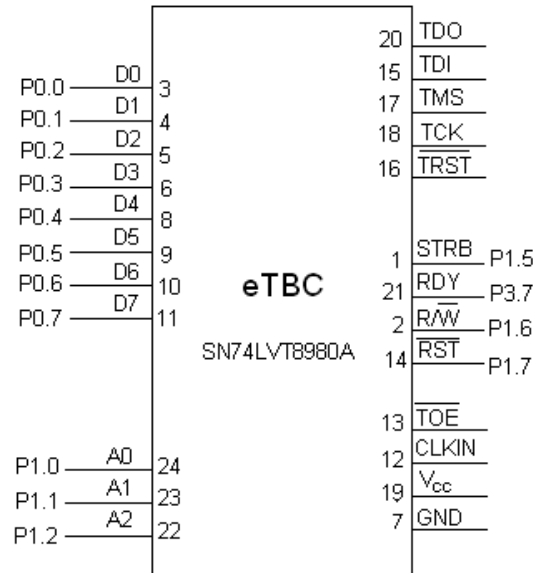 20 TDO
15 TDI
17 TMS
18 TCK
16 TRST
P0.0 D0 3
P0.1 D1 4
P0.2 D2 5
P0.3 D3 6
P0.4 D4 8
P0.5 D5 9
P0.6 D6 10
P0.7 D7 11
eTBC
SN74LVT8980A
1 STRB P1.5
21 RDY P3.7
2 R/W P1.6
14 RST P1.7
13 TOE
12 CLKIN
19 Vcc
7 GND
P1.0 A0 24
P1.1 A1 23
P1.2 A2 22